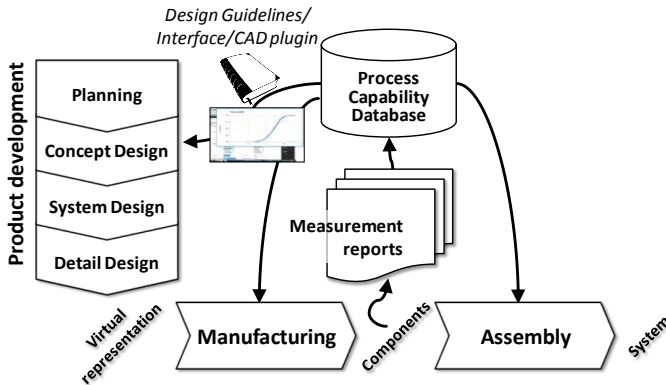 Design Guidelines/
Interface/CAD plugin
Product development
Planning
Concept Design
System Design
Detail Design
Process
Capability
Database
Measurement
reports
Virtual
representation
Manufacturing
Components
Assembly
System